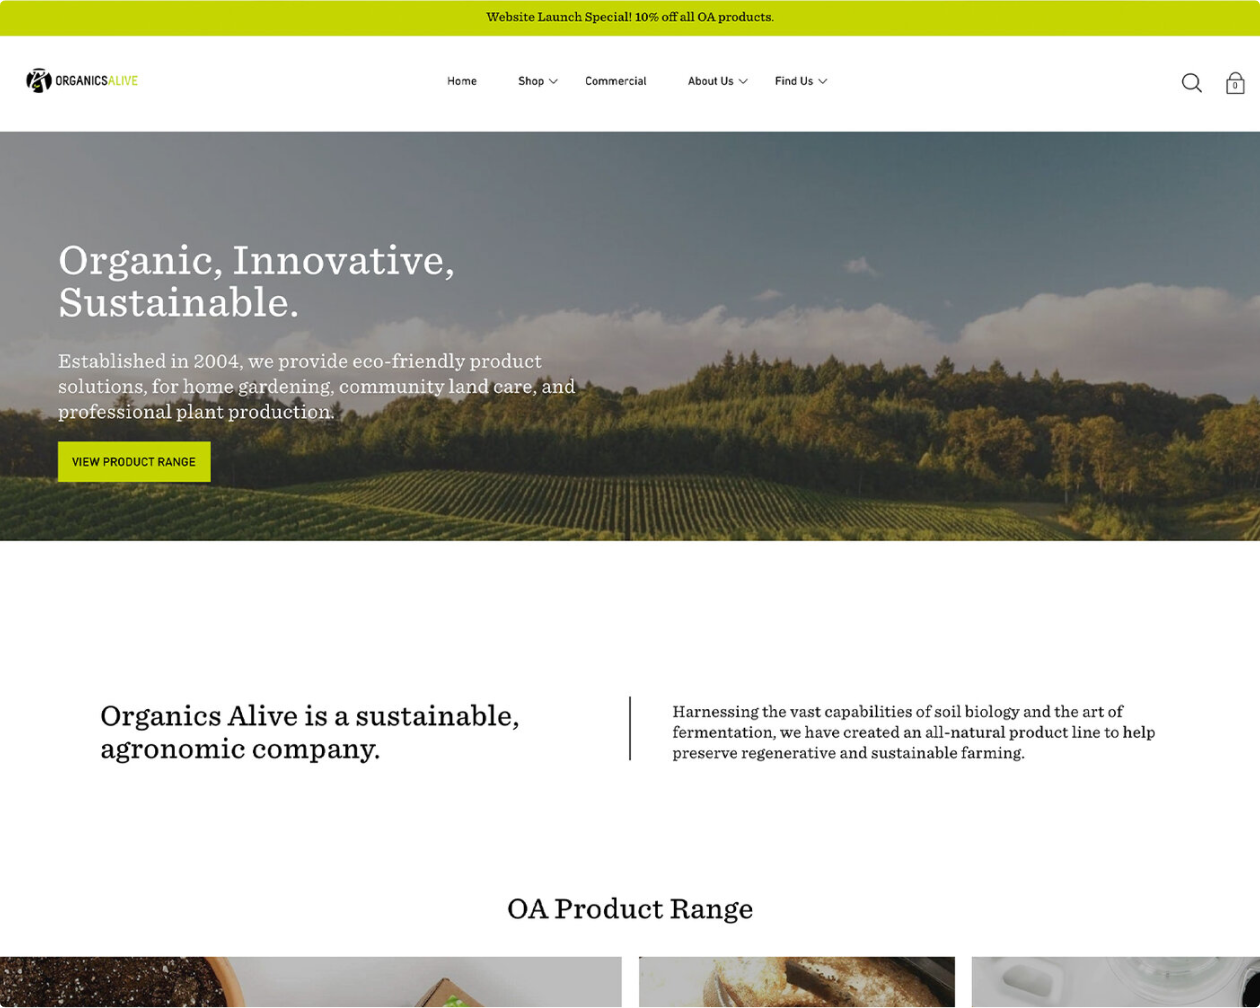 Website Launch Special! 10% off all OA products.
ORGANICSALIVE
Home
Shop
Commercial
About Us
Find Us
0
Organic, Innovative,
Sustainable.
Established in 2004, we provide eco-friendly product
solutions, for home gardening, community land care, and
professional plant production.
VIEW PRODUCT RANGE
Organics Alive is a sustainable,
agronomic company.
Harnessing the vast capabilities of soil biology and the art of
fermentation, we have created an all-natural product line to help
preserve regenerative and sustainable farming.
OA Product Range